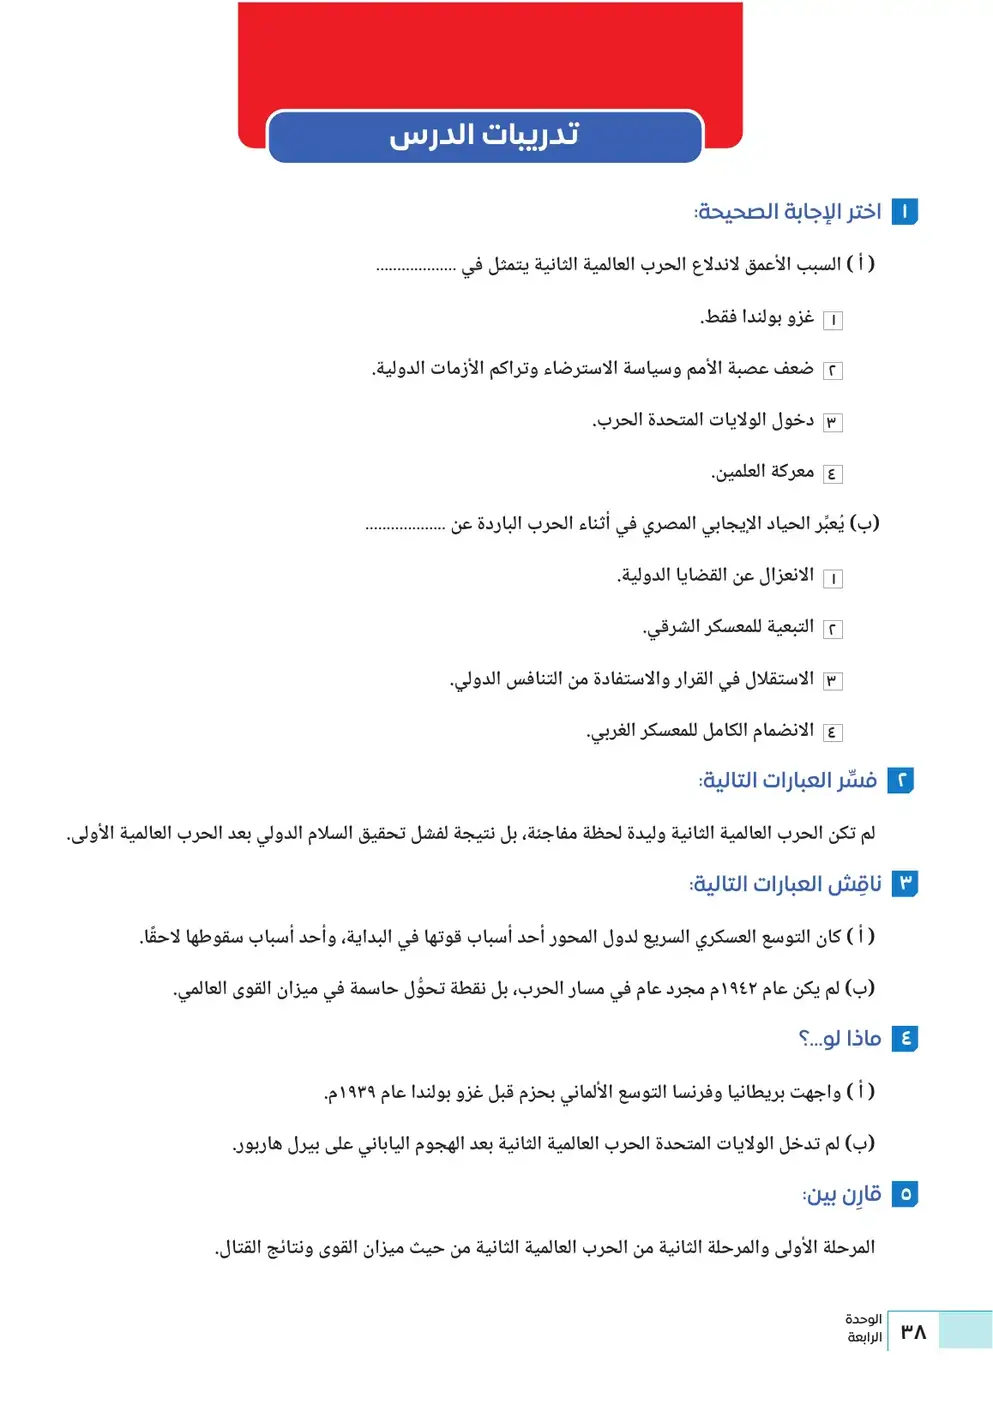 تدريبات الدرس
١ اختر الإجابة الصحيحة:
( أ ) السبب الأعمق لاندلاع الحرب العالمية الثانية يتمثل في ...................
١ غزو بولندا فقط.
٢ ضعف عصبة الأمم وسياسة الاسترضاء وتراكم الأزمات الدولية.
٣ دخول الولايات المتحدة الحرب.
٤ معركة العلمين.
(ب) يُعبِّر الحياد الإيجابي المصري في أثناء الحرب الباردة عن ...................
١ الانعزال عن القضايا الدولية.
٢ التبعية للمعسكر الشرقي.
٣ الاستقلال في القرار والاستفادة من التنافس الدولي.
٤ الانضمام الكامل للمعسكر الغربي.
٢ فسِّر العبارات التالية:
لم تكن الحرب العالمية الثانية وليدة لحظة مفاجئة، بل نتيجة لفشل تحقيق السلام الدولي بعد الحرب العالمية الأولى.
٣ ناقِش العبارات التالية:
( أ ) كان التوسع العسكري السريع لدول المحور أحد أسباب قوتها في البداية، وأحد أسباب سقوطها لاحقًا.
(ب) لم يكن عام ١٩٤٢م مجرد عام في مسار الحرب، بل نقطة تحوُّل حاسمة في ميزان القوى العالمي.
٤ ماذا لو...؟
( أ ) واجهت بريطانيا وفرنسا التوسع الألماني بحزم قبل غزو بولندا عام ١٩٣٩م.
(ب) لم تدخل الولايات المتحدة الحرب العالمية الثانية بعد الهجوم الياباني على بيرل هاربور.
٥ قارِن بين:
المرحلة الأولى والمرحلة الثانية من الحرب العالمية الثانية من حيث ميزان القوى ونتائج القتال.
٣٨
الوحدة
الرابعة